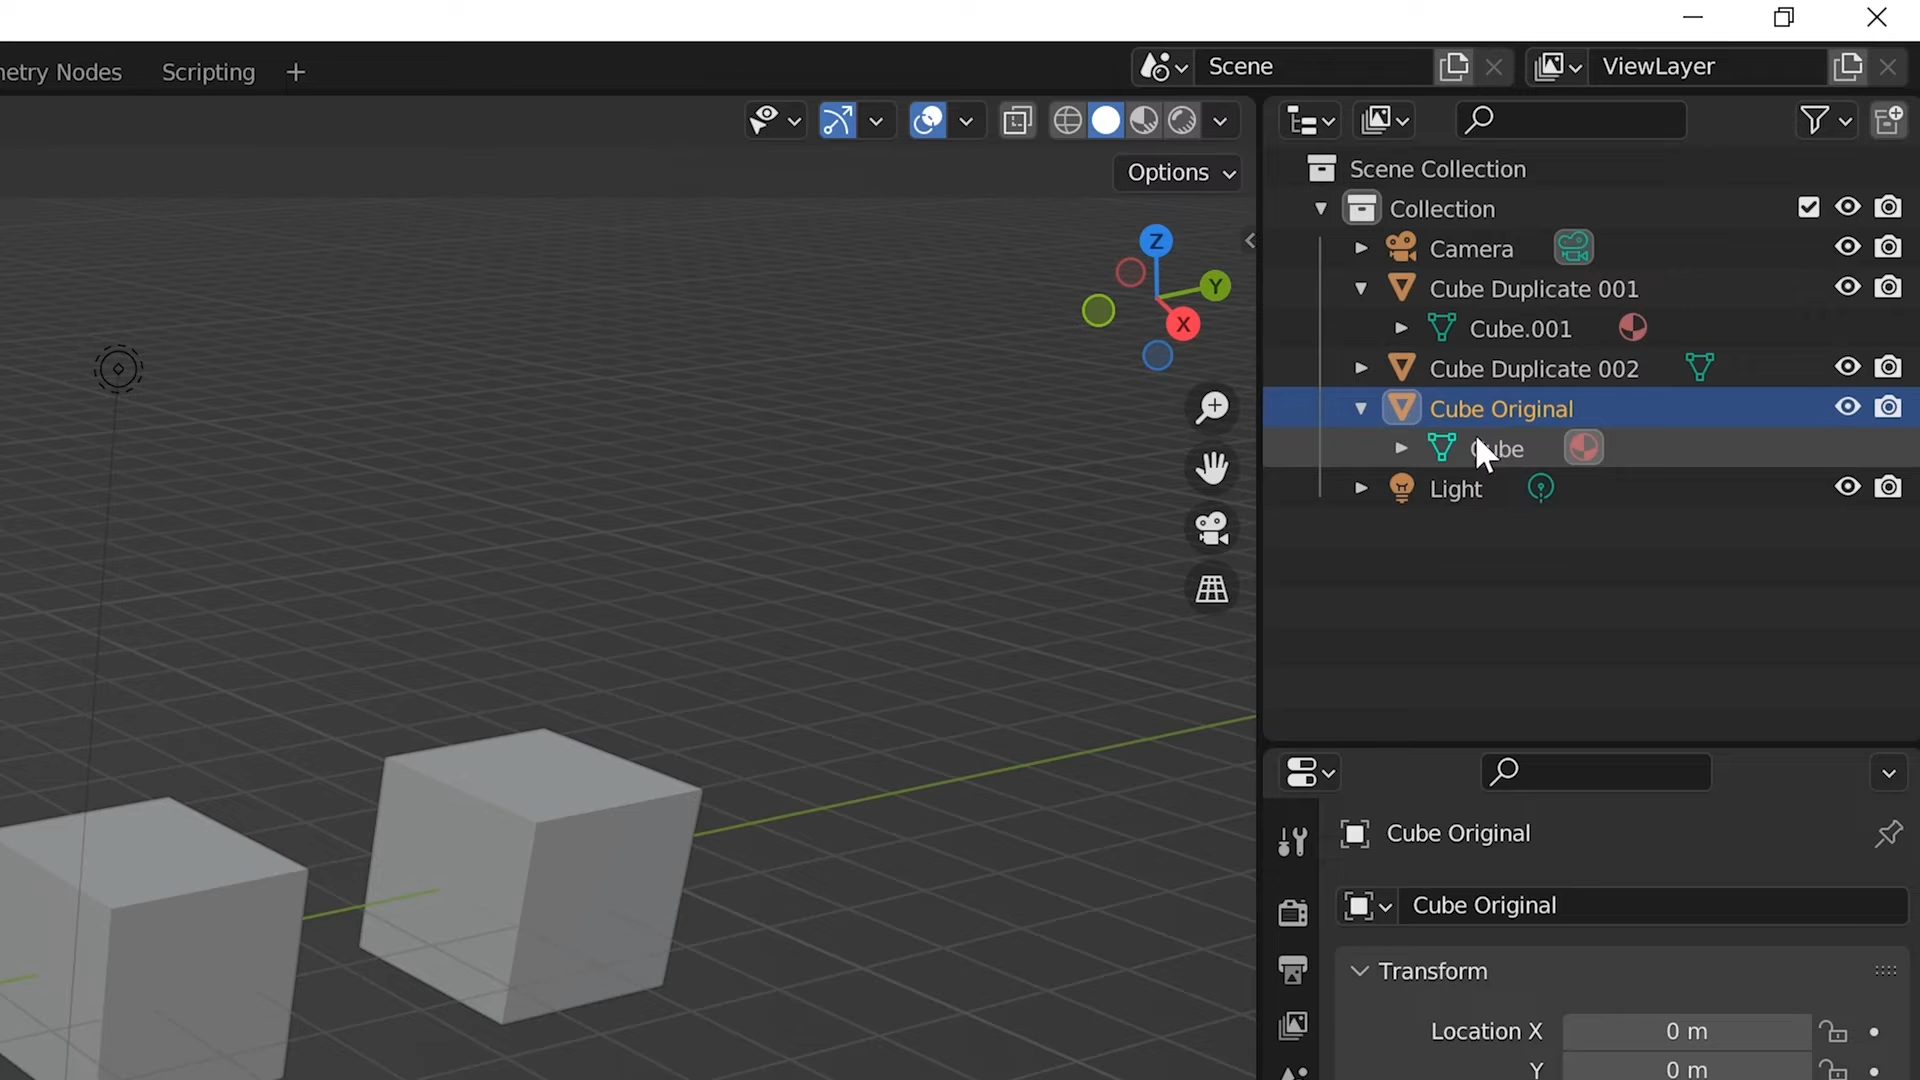 etry Nodes Scripting + Scene ViewLayer
Options
Scene Collection
Collection
Z
Camera
Y
Cube Duplicate 001
X
Cube.001
Cube Duplicate 002
Cube Original
ube
Light
Cube Original
Cube Original
Transform
Location X 0 m
Y 0 m